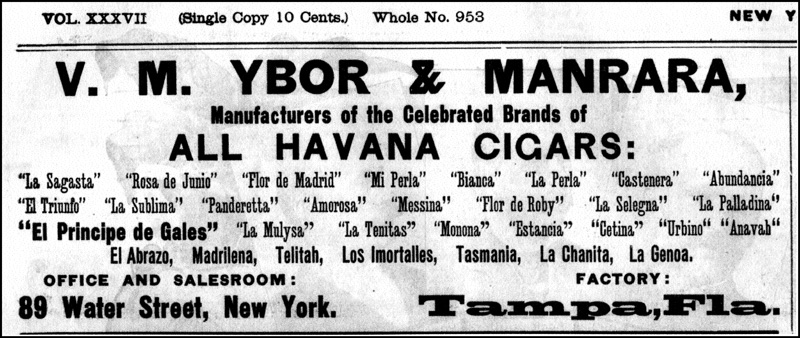 VOL. XXXVII (Single Copy 10 Cents.) Whole No. 953 NEW Y
V. M. YBOR & MANRARA,
Manufacturers of the Celebrated Brands of
ALL HAVANA CIGARS:
"La Sagasta" "Rosa de Junio" "Flor de Madrid" "Mi Perla" "Bianca" "La Perla" "Castenera" "Abundancia"
"El Triunfo" "La Sublima" "Panderetta" "Amorosa" "Messina" "Flor de Roby" "La Selegna" "La Palladina"
"El Principe de Gales" "La Mulysa" "La Tenitas" "Monona" "Estancia" "Cetina" "Urbino" "Anavah"
El Abrazo, Madrilena, Telitah, Los Imortalles, Tasmania, La Chanita, La Genoa.
OFFICE AND SALESROOM: FACTORY:
89 Water Street, New York. Tampa, Fla.